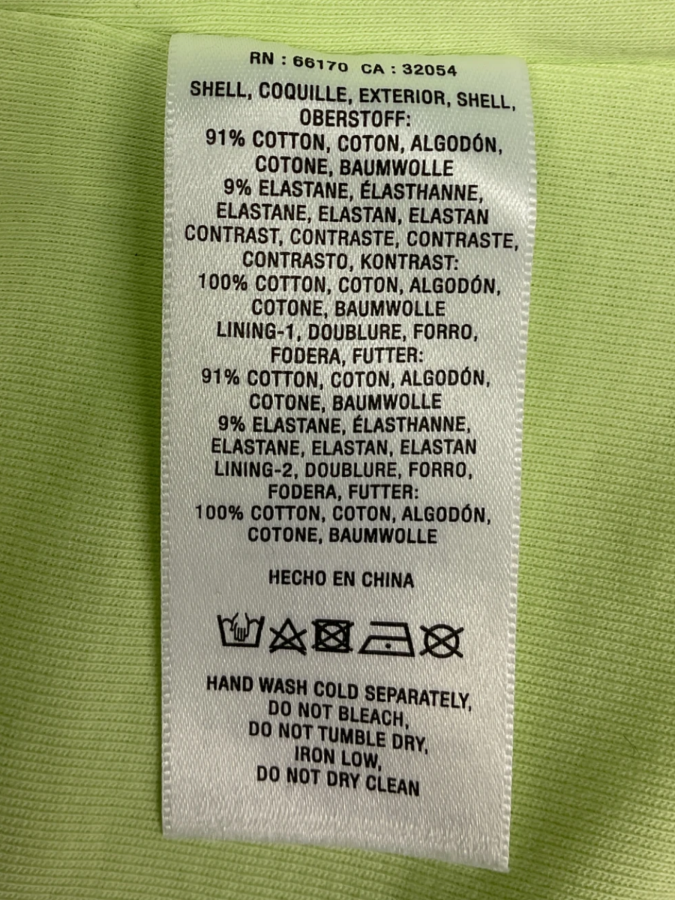 RN : 66170 CA : 32054
SHELL, COQUILLE, EXTERIOR, SHELL,
OBERSTOFF:
91% COTTON, COTON, ALGODÓN,
COTONE, BAUMWOLLE
9% ELASTANE, ÉLASTHANNE,
ELASTANE, ELASTAN, ELASTAN
CONTRAST, CONTRASTE, CONTRASTE,
CONTRASTO, KONTRAST:
100% COTTON, COTON, ALGODÓN,
COTONE, BAUMWOLLE
LINING-1, DOUBLURE, FORRO,
FODERA, FUTTER:
91% COTTON, COTON, ALGODÓN,
COTONE, BAUMWOLLE
9% ELASTANE, ÉLASTHANNE,
ELASTANE, ELASTAN, ELASTAN
LINING-2, DOUBLURE, FORRO,
FODERA, FUTTER:
100% COTTON, COTON, ALGODÓN,
COTONE, BAUMWOLLE
HECHO EN CHINA
HAND WASH COLD SEPARATELY,
DO NOT BLEACH,
DO NOT TUMBLE DRY,
IRON LOW,
DO NOT DRY CLEAN